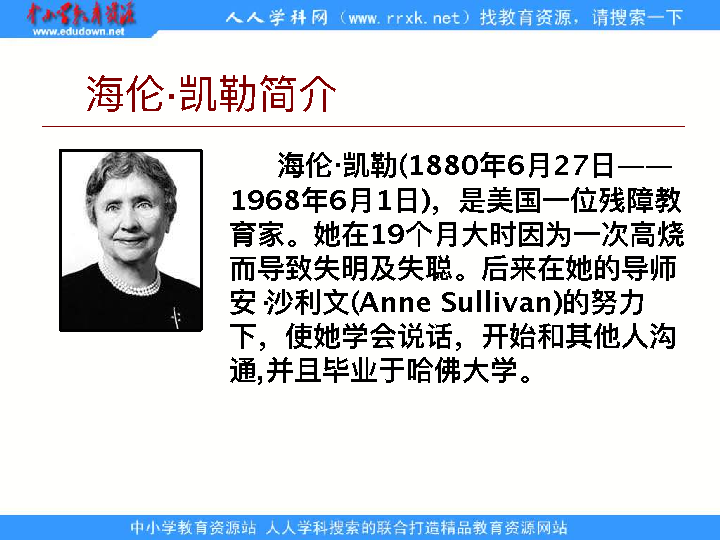 中小学教育资源
www.edudown.net
人人学科网（www.rrxk.net）找教育资源，请搜索一下
海伦·凯勒简介
海伦·凯勒(1880年6月27日——
1968年6月1日)，是美国一位残障教
育家。她在19个月大时因为一次高烧
而导致失明及失聪。后来在她的导师
安·沙利文(Anne Sullivan)的努力
下，使她学会说话，开始和其他人沟
通,并且毕业于哈佛大学。
中小学教育资源站 人人学科搜索的联合打造精品教育资源网站